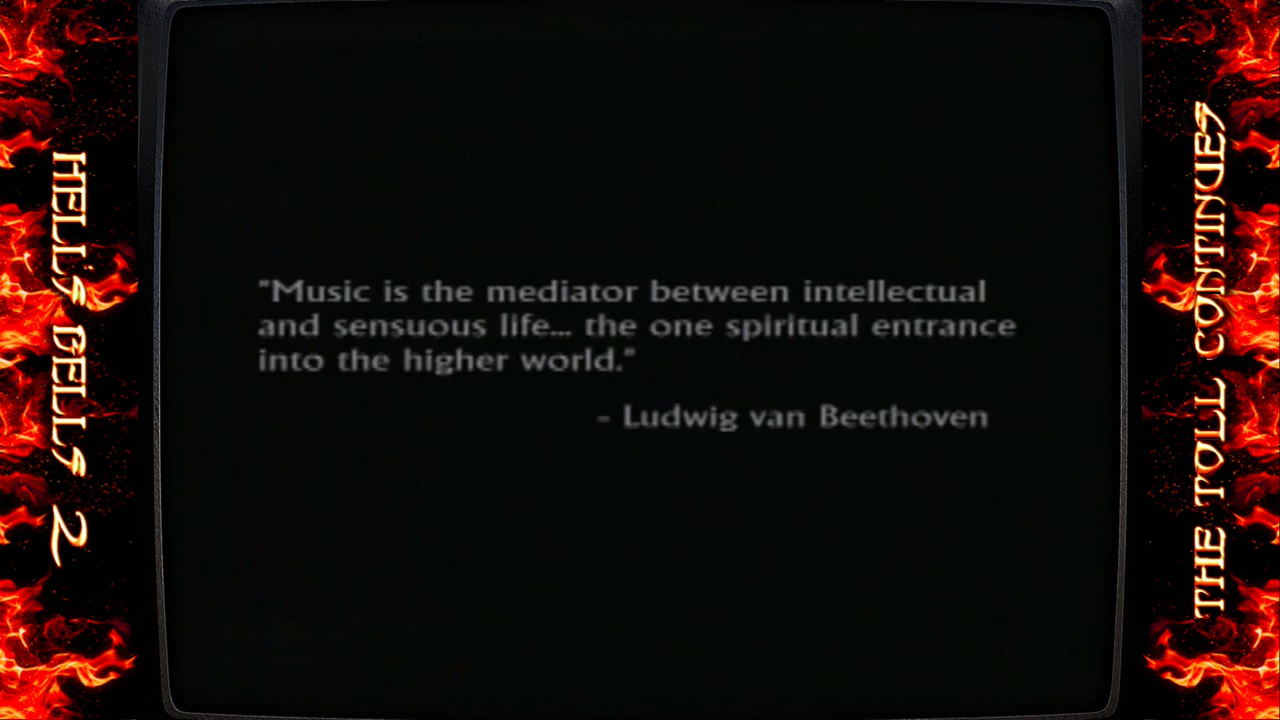 HELL'S BELLS 2
"Music is the mediator between intellectual
and sensuous life... the one spiritual entrance
into the higher world."
- Ludwig van Beethoven
THE TOLL CONTINUES